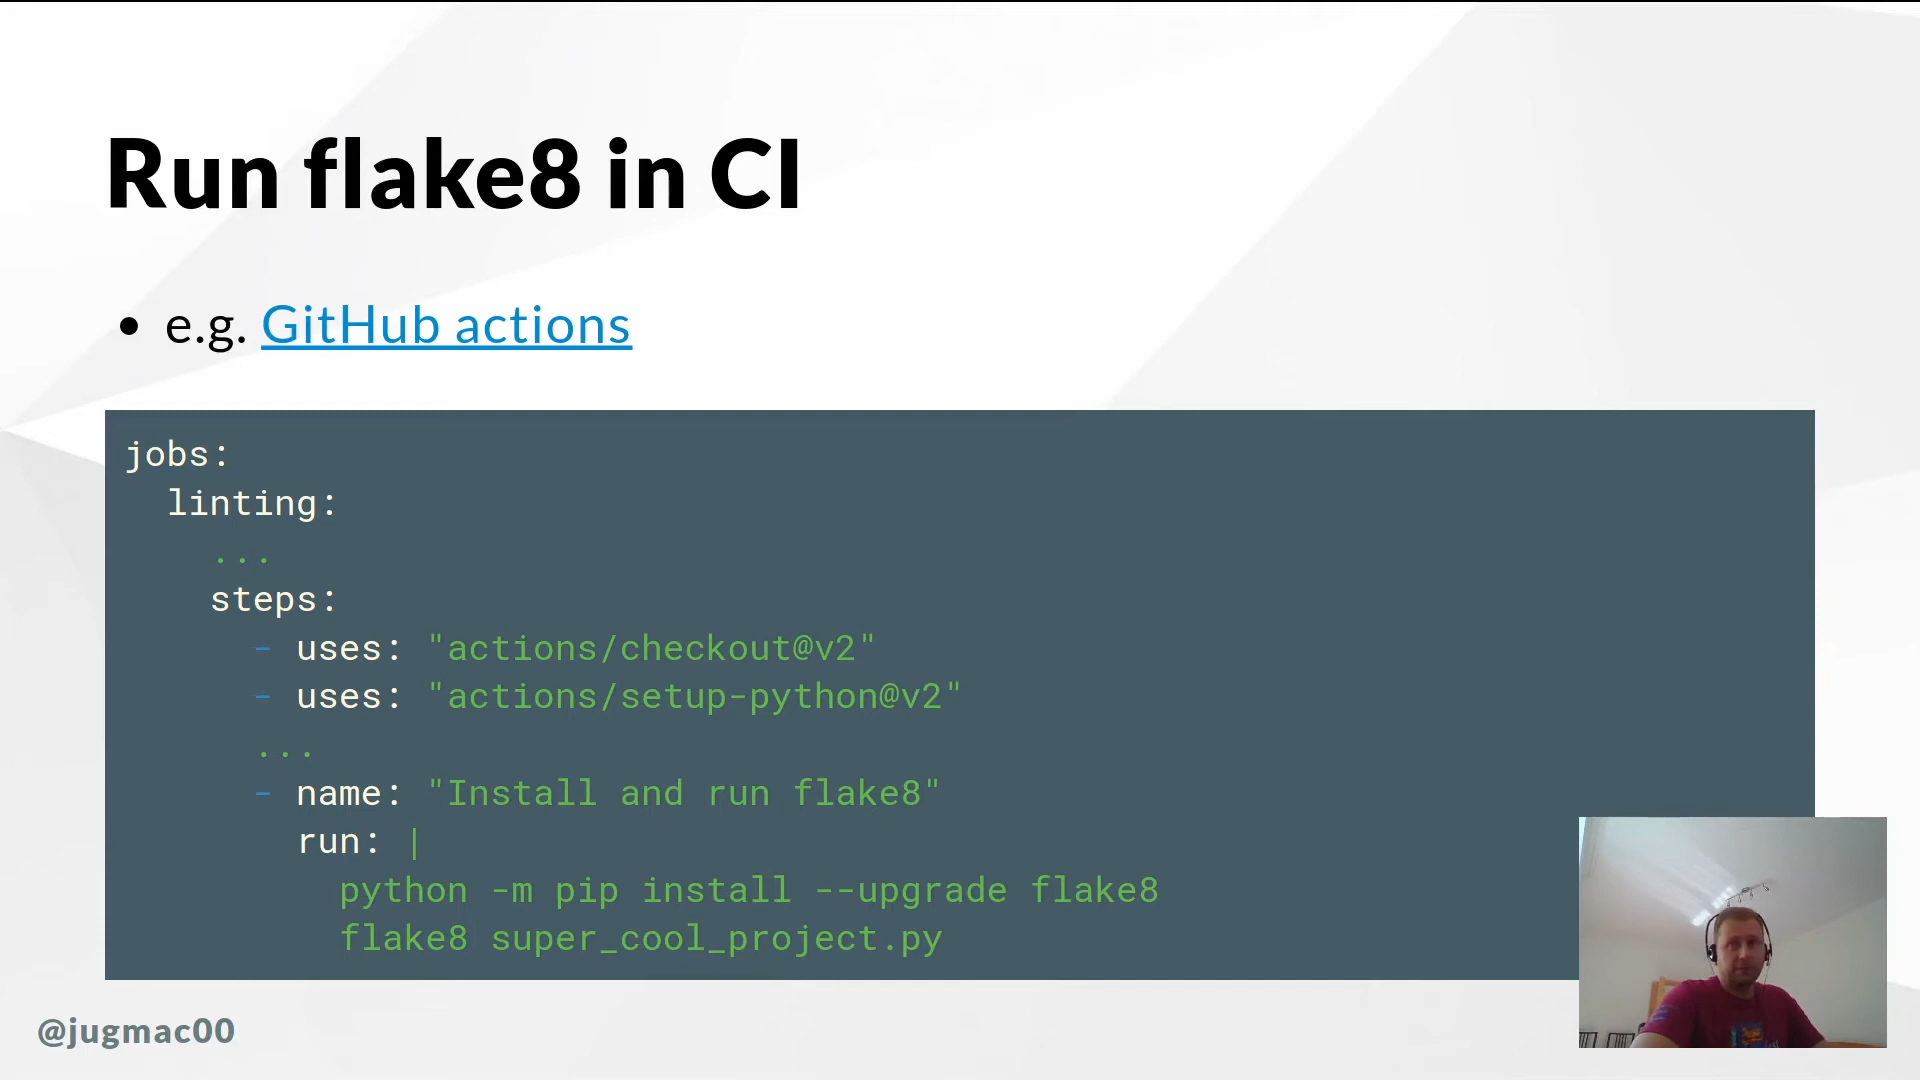 Run flake8 in CI
• e.g. GitHub actions
jobs:
  linting:
    ...
    steps:
      - uses: "actions/checkout@v2"
      - uses: "actions/setup-python@v2"
      ...
      - name: "Install and run flake8"
        run: |
          python -m pip install --upgrade flake8
          flake8 super_cool_project.py
@jugmac00